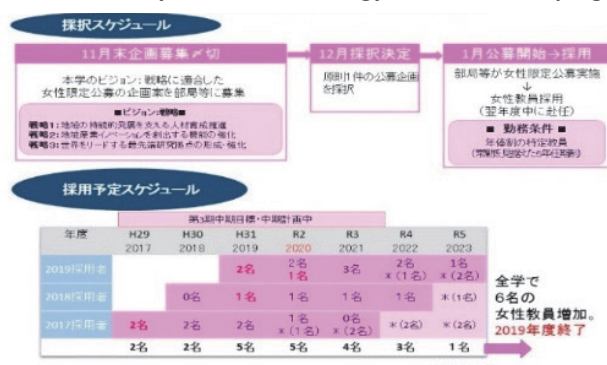 採択スケジュール
11月末企画募集〆切
本学のビジョン・戦略に適合した
女性限定公募の企画案を部局等に募集
■ビジョン・戦略■
戦略1：地域の持続的発展を支える人材育成推進
戦略2：地域産業イノベーションを創出する機能の強化
戦略3：世界をリードする最先端研究拠点の形成・強化
12月採択決定
原則1件の公募企画
を採択
1月公募開始→採用
部局等が女性限定公募実施
↓
女性教員採用
(翌年度中に赴任)
■ 勤務条件 ■
年俸制の特定教員
採用予定スケジュール
第3期中期目標・中期計画中
年度 H29 H30 H31 R2 R3 R4 R5
2017 2018 2019 2020 2021 2022 2023
2019採用者 2名 2名 1名 3名 2名 *(1名) 1名 *(2名)
2018採用者 0名 1名 1名 1名 1名 *(1名)
2017採用者 2名 2名 2名 1名 *(1名) 0名 *(2名) *(2名) *(2名)
2名 2名 5名 5名 4名 3名 1名
全学で
6名の
女性教員増加。
2019年度終了